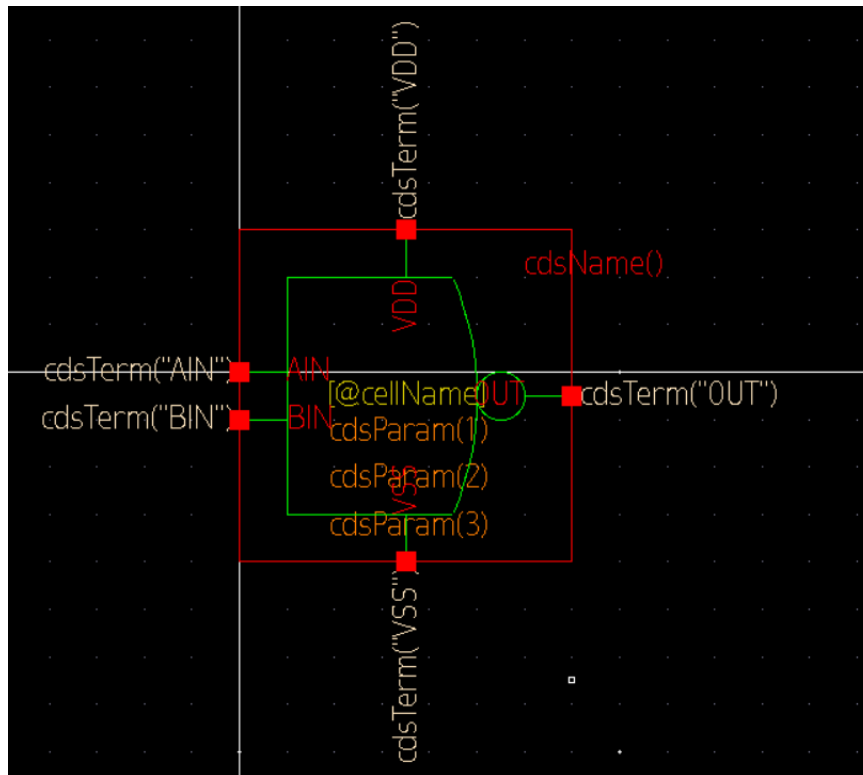 cdsTerm("VDD")
cdsName()
VDD
cdsTerm("AIN")
AIN
[@cellName]
OUT
cdsTerm("OUT")
cdsTerm("BIN")
BIN
cdsParam(1)
cdsParam(2)
VSS
cdsParam(3)
cdsTerm("VSS")